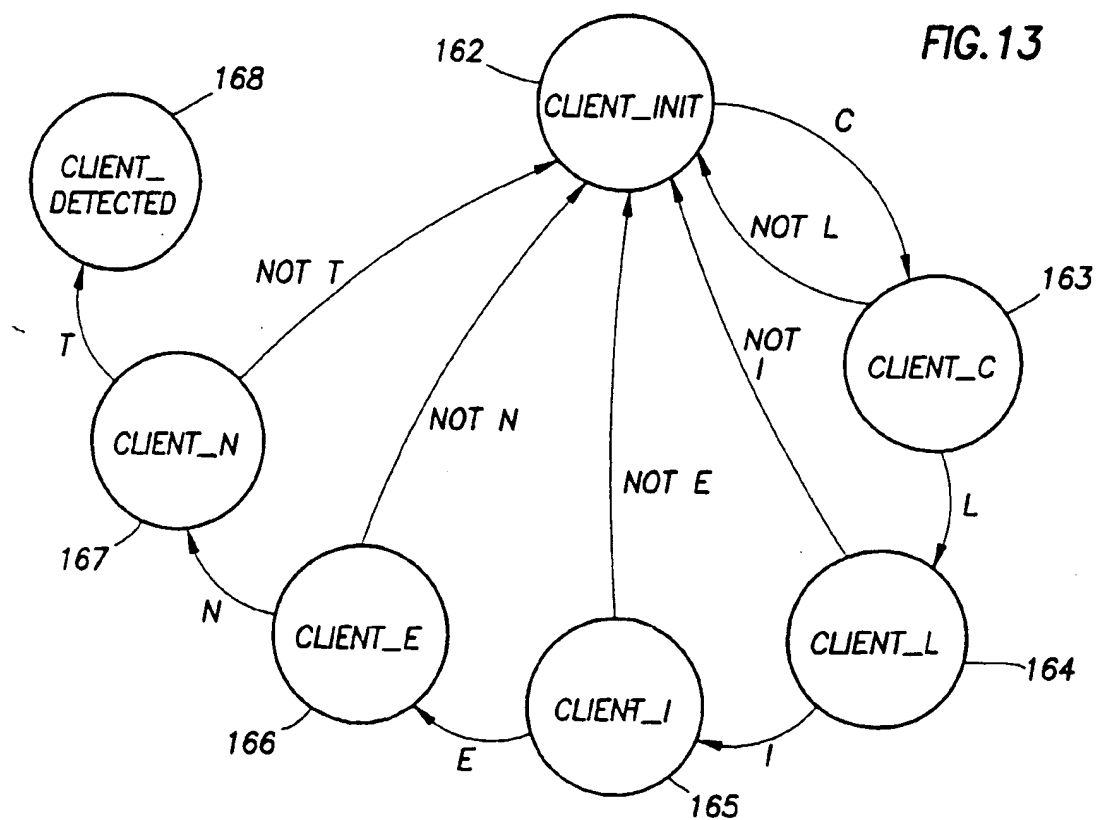 FIG.13
162
CLIENT_INIT
C
168
CLIENT_
DETECTED
NOT L
163
NOT T
CLIENT_C
T
NOT
I
NOT N
CLIENT_N
NOT E
L
167
N
CLIENT_E
CLIENT_L
164
CLIENT_I
166
E
I
165